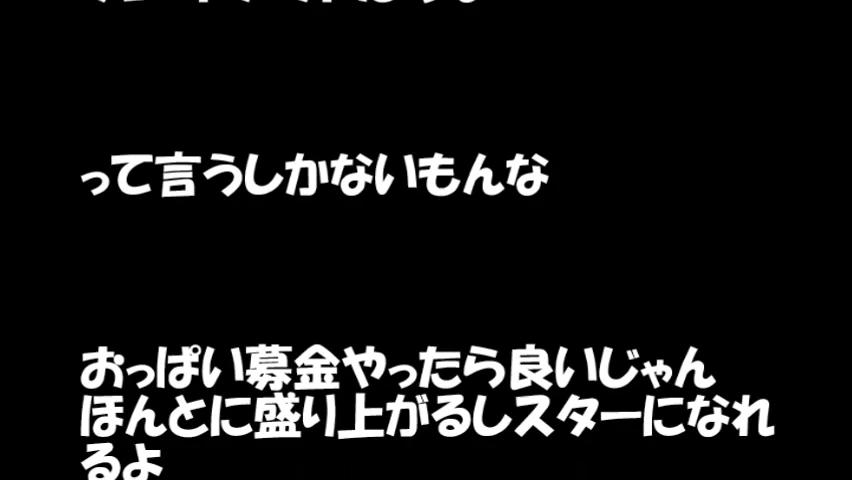 って言うしかないもんな
おっぱい募金やったら良いじゃん
ほんとに盛り上がるしスターになれ
るよ